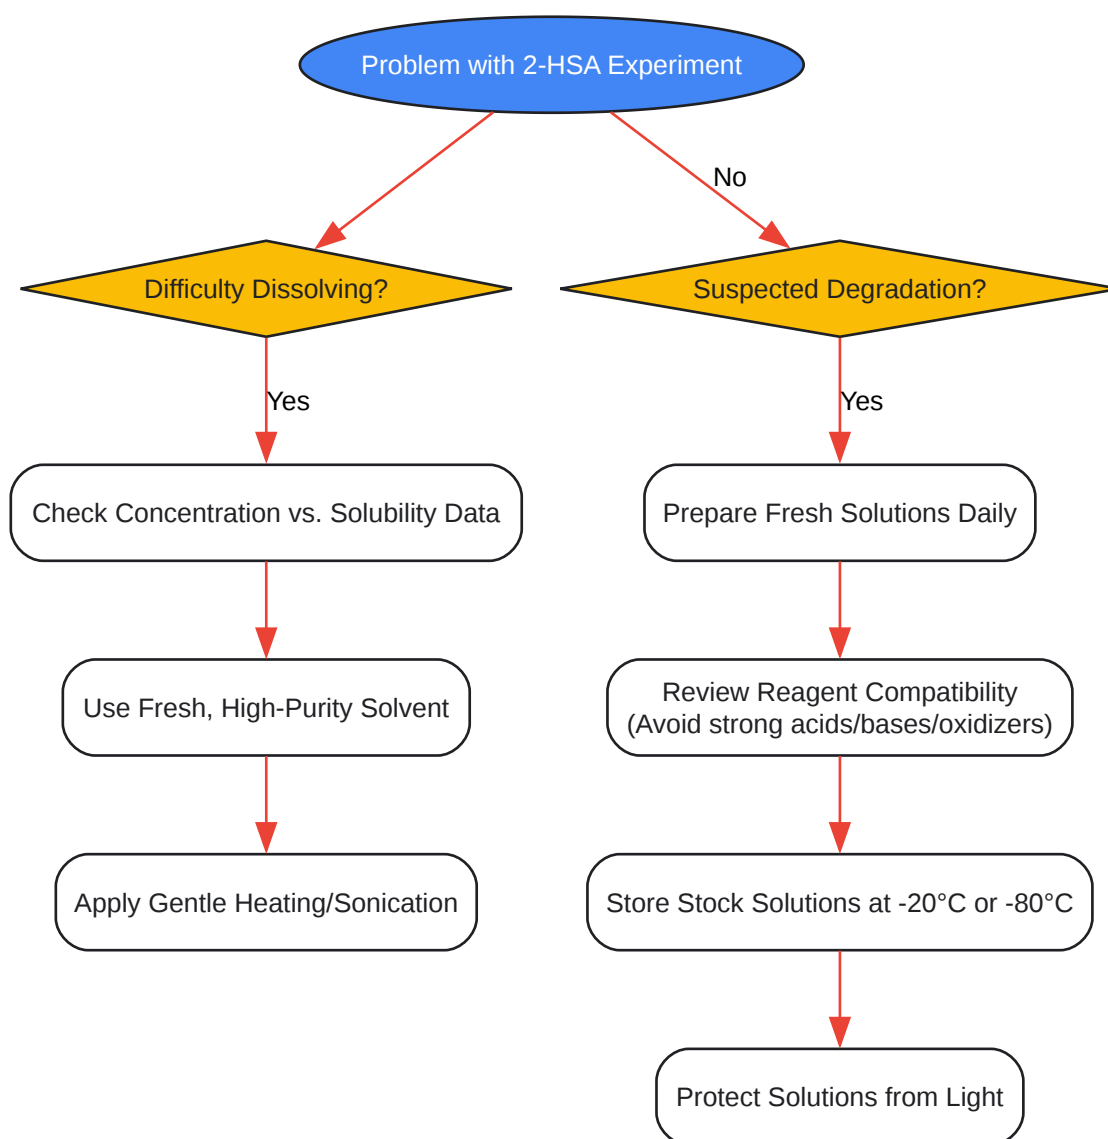 Problem with 2-HSA Experiment
No
Difficulty Dissolving?
Suspected Degradation?
Yes
Yes
Check Concentration vs. Solubility Data
Prepare Fresh Solutions Daily
Use Fresh, High-Purity Solvent
Review Reagent Compatibility
(Avoid strong acids/bases/oxidizers)
Apply Gentle Heating/Sonication
Store Stock Solutions at -20°C or -80°C
Protect Solutions from Light